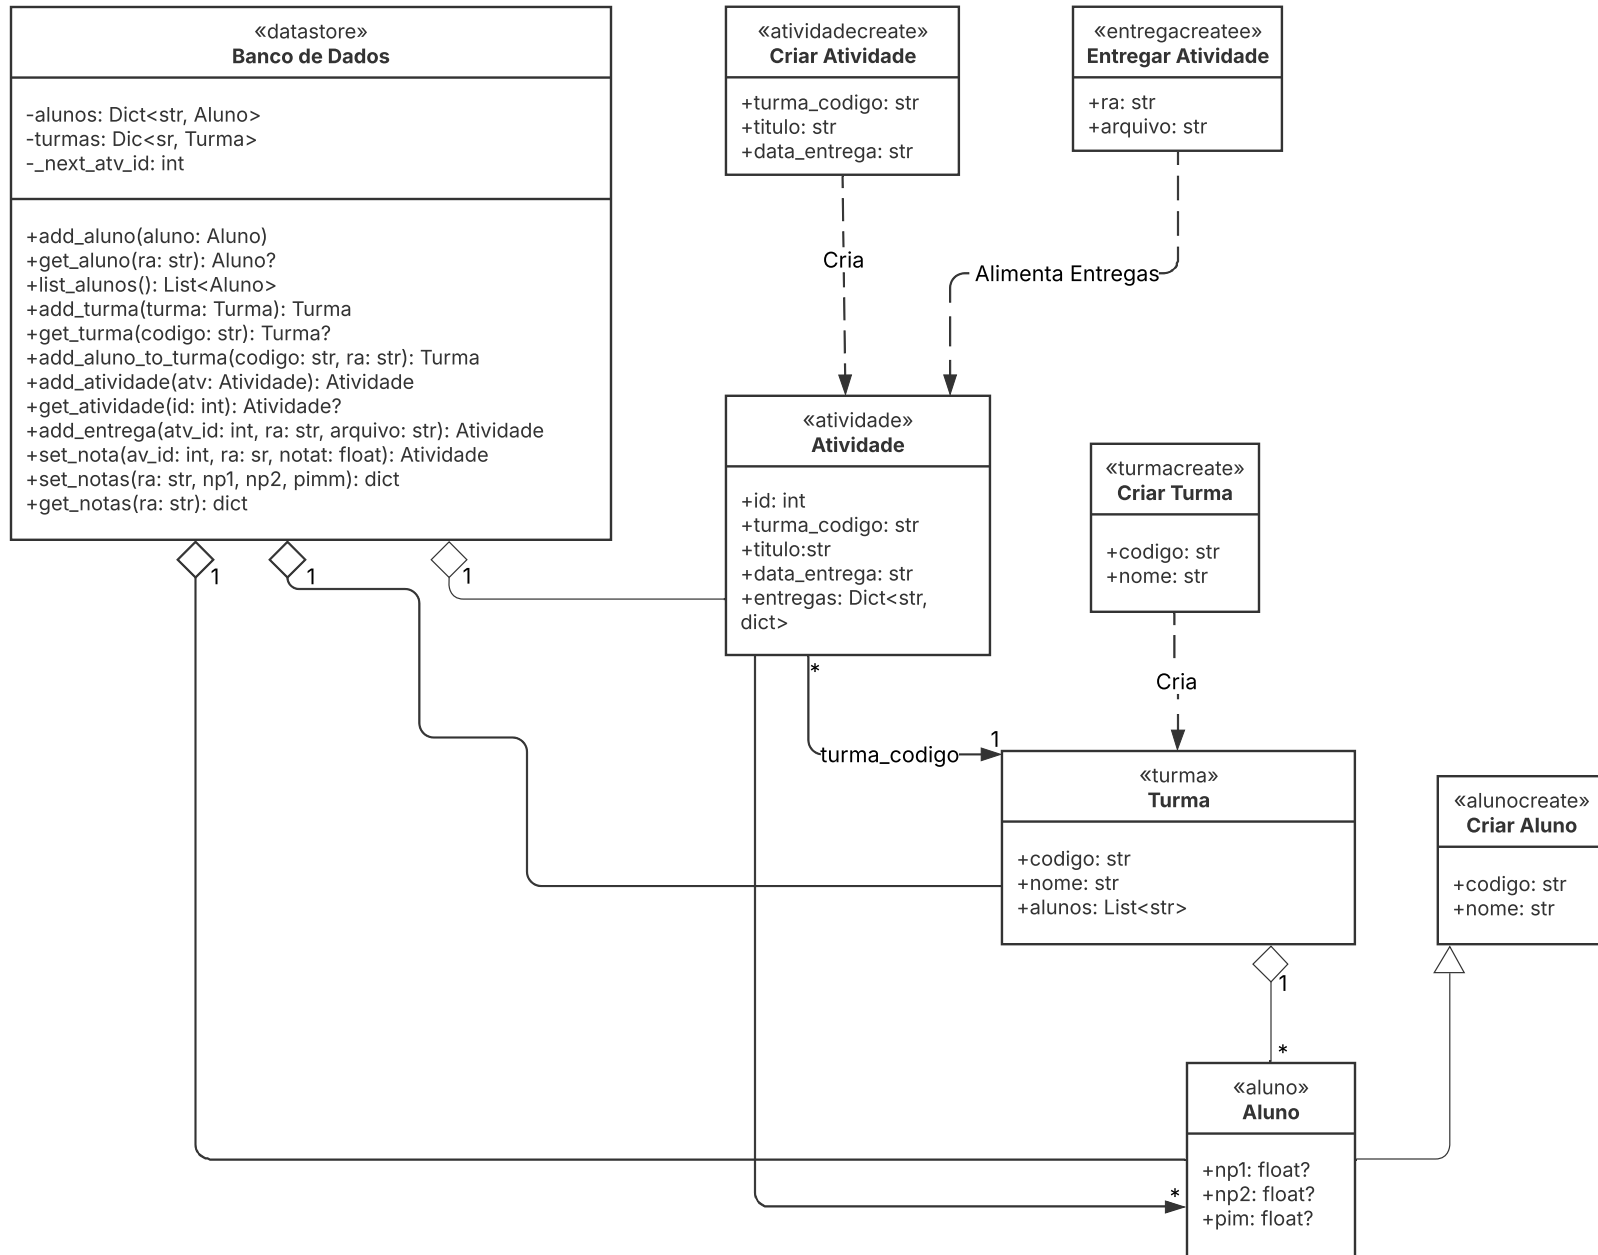 «datastore»
Banco de Dados
-alunos: Dict<str, Aluno>
-turmas: Dic<sr, Turma>
-_next_atv_id: int
+add_aluno(aluno: Aluno)
+get_aluno(ra: str): Aluno?
+list_alunos(): List<Aluno>
+add_turma(turma: Turma): Turma
+get_turma(codigo: str): Turma?
+add_aluno_to_turma(codigo: str, ra: str): Turma
+add_atividade(atv: Atividade): Atividade
+get_atividade(id: int): Atividade?
+add_entrega(atv_id: int, ra: str, arquivo: str): Atividade
+set_nota(av_id: int, ra: sr, notat: float): Atividade
+set_notas(ra: str, np1, np2, pimm): dict
+get_notas(ra: str): dict
1
1
1
«atividadecreate»
Criar Atividade
+turma_codigo: str
+titulo: str
+data_entrega: str
Cria
«entregacreatee»
Entregar Atividade
+ra: str
+arquivo: str
Alimenta Entregas
«atividade»
Atividade
+id: int
+turma_codigo: str
+titulo:str
+data_entrega: str
+entregas: Dict<str,
dict>
*
turma_codigo
1
«turmacreate»
Criar Turma
+codigo: str
+nome: str
Cria
«turma»
Turma
+codigo: str
+nome: str
+alunos: List<str>
1
*
«alunocreate»
Criar Aluno
+codigo: str
+nome: str
«aluno»
Aluno
+np1: float?
+np2: float?
+pim: float?
*